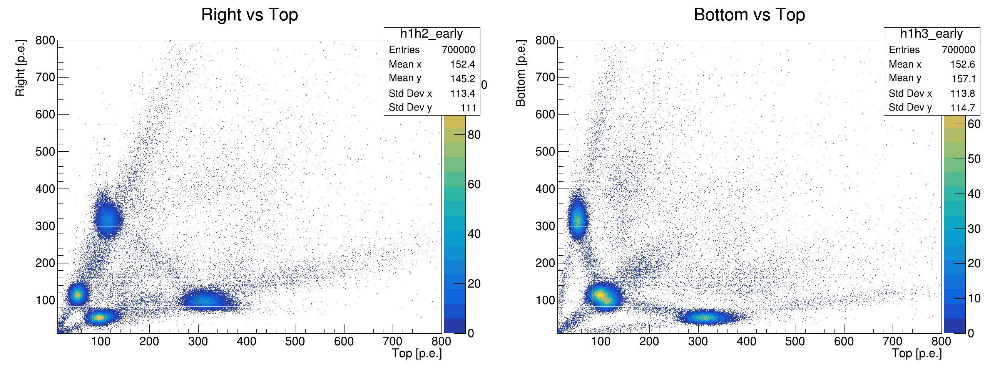 Right vs Top
h1h2_early
Entries 700000
Mean x 152.4
Mean y 145.2
Std Dev x 113.4
Std Dev y 111
Right [p.e.]
800
700
600
500
400
300
200
100
100 200 300 400 500 600 700 800
Top [p.e.]
0
80
60
40
20
0
Bottom vs Top
h1h3_early
Entries 700000
Mean x 152.6
Mean y 157.1
Std Dev x 113.8
Std Dev y 114.7
Bottom [p.e.]
800
700
600
500
400
300
200
100
100 200 300 400 500 600 700 800
Top [p.e.]
60
50
40
30
20
10
0